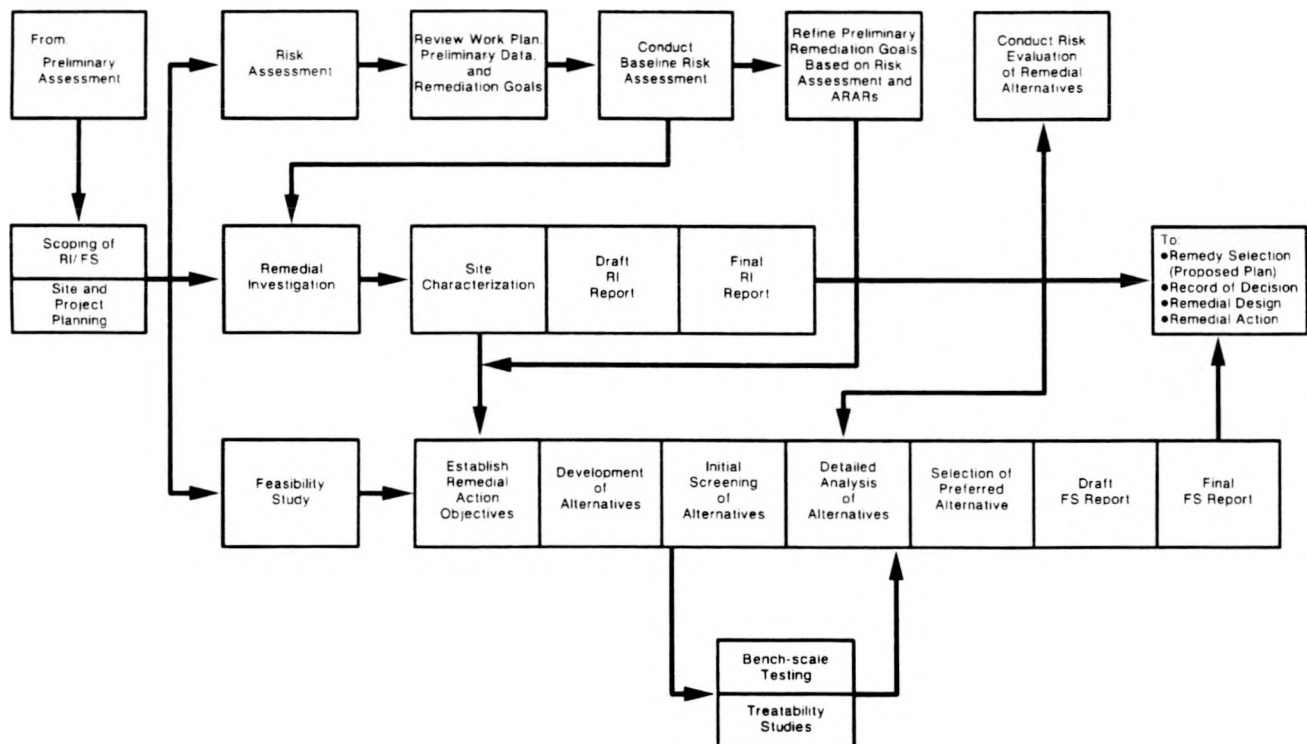 From:
Preliminary
Assessment
Risk
Assessment
Review Work Plan,
Preliminary Data,
and
Remediation Goals
Conduct
Baseline Risk
Assessment
Refine Preliminary
Remediation Goals
Based on Risk
Assessment and
ARARs
Conduct Risk
Evaluation
of Remedial
Alternatives
Scoping of
RI/FS
Site and
Project
Planning
Remedial
Investigation
Site
Characterization
Draft
RI
Report
Final
RI
Report
To:
●Remedy Selection
(Proposed Plan)
●Record of Decision
●Remedial Design
●Remedial Action
Feasibility
Study
Establish
Remedial
Action
Objectives
Development
of
Alternatives
Initial
Screening
of
Alternatives
Detailed
Analysis
of
Alternatives
Selection of
Preferred
Alternative
Draft
FS Report
Final
FS Report
Bench-scale
Testing
Treatability
Studies